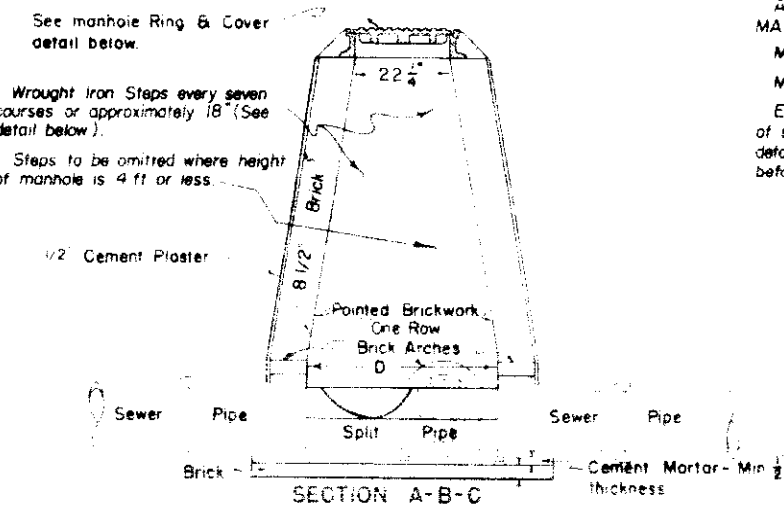 See manhole Ring & Cover
detail below.
Wrought Iron Steps every seven
courses or approximately 18" (See
detail below).
Steps to be omitted where height
of manhole is 4 ft or less.
1/2" Cement Plaster
22 1/4"
Brick
8 1/2"
Pointed Brickwork
One Row
Brick Arches
D
Sewer Pipe
Split Pipe
Sewer Pipe
Brick
Cement Mortar - Min 1/2
thickness
SECTION A-B-C
MA
M
M
E
of
befo